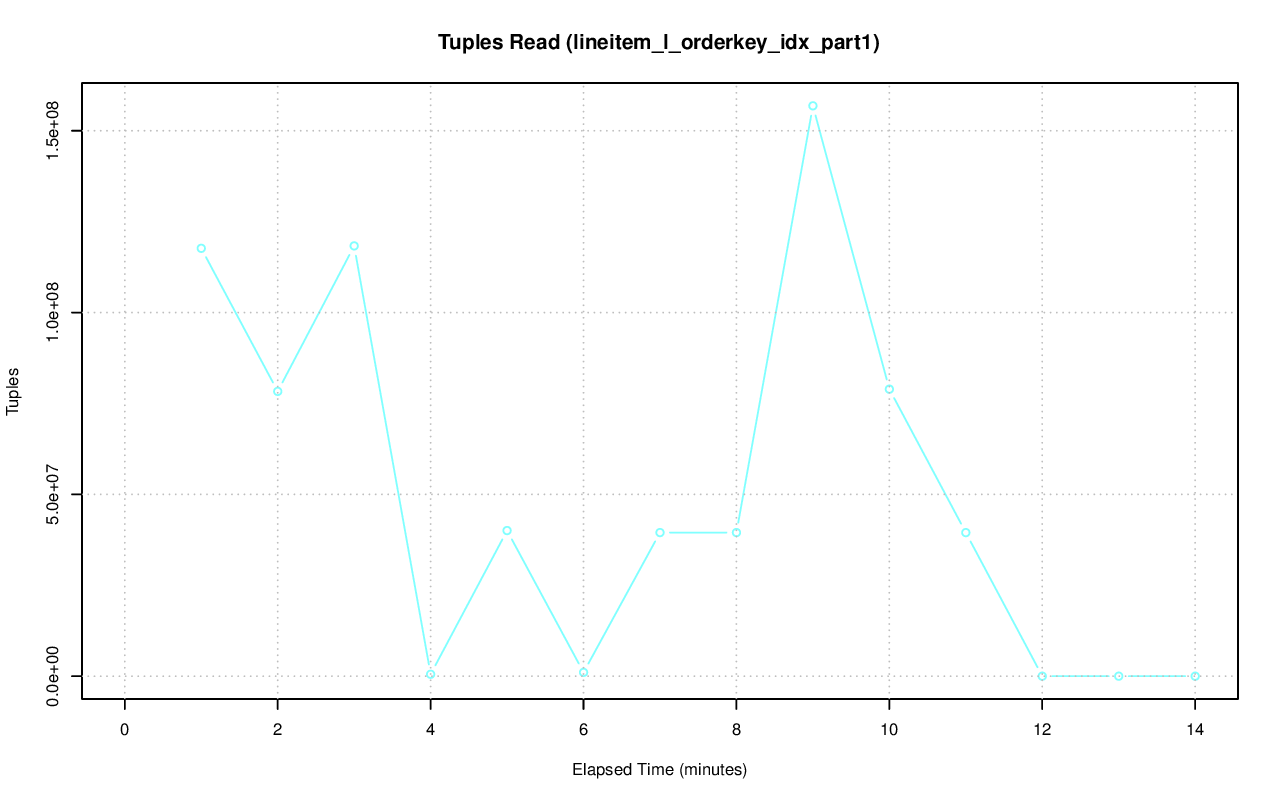 Tuples Read (lineitem_l_orderkey_idx_part1)
1.5e+08
1.0e+08
5.0e+07
0.0e+00
Tuples
0 2 4 6 8 10 12 14
Elapsed Time (minutes)